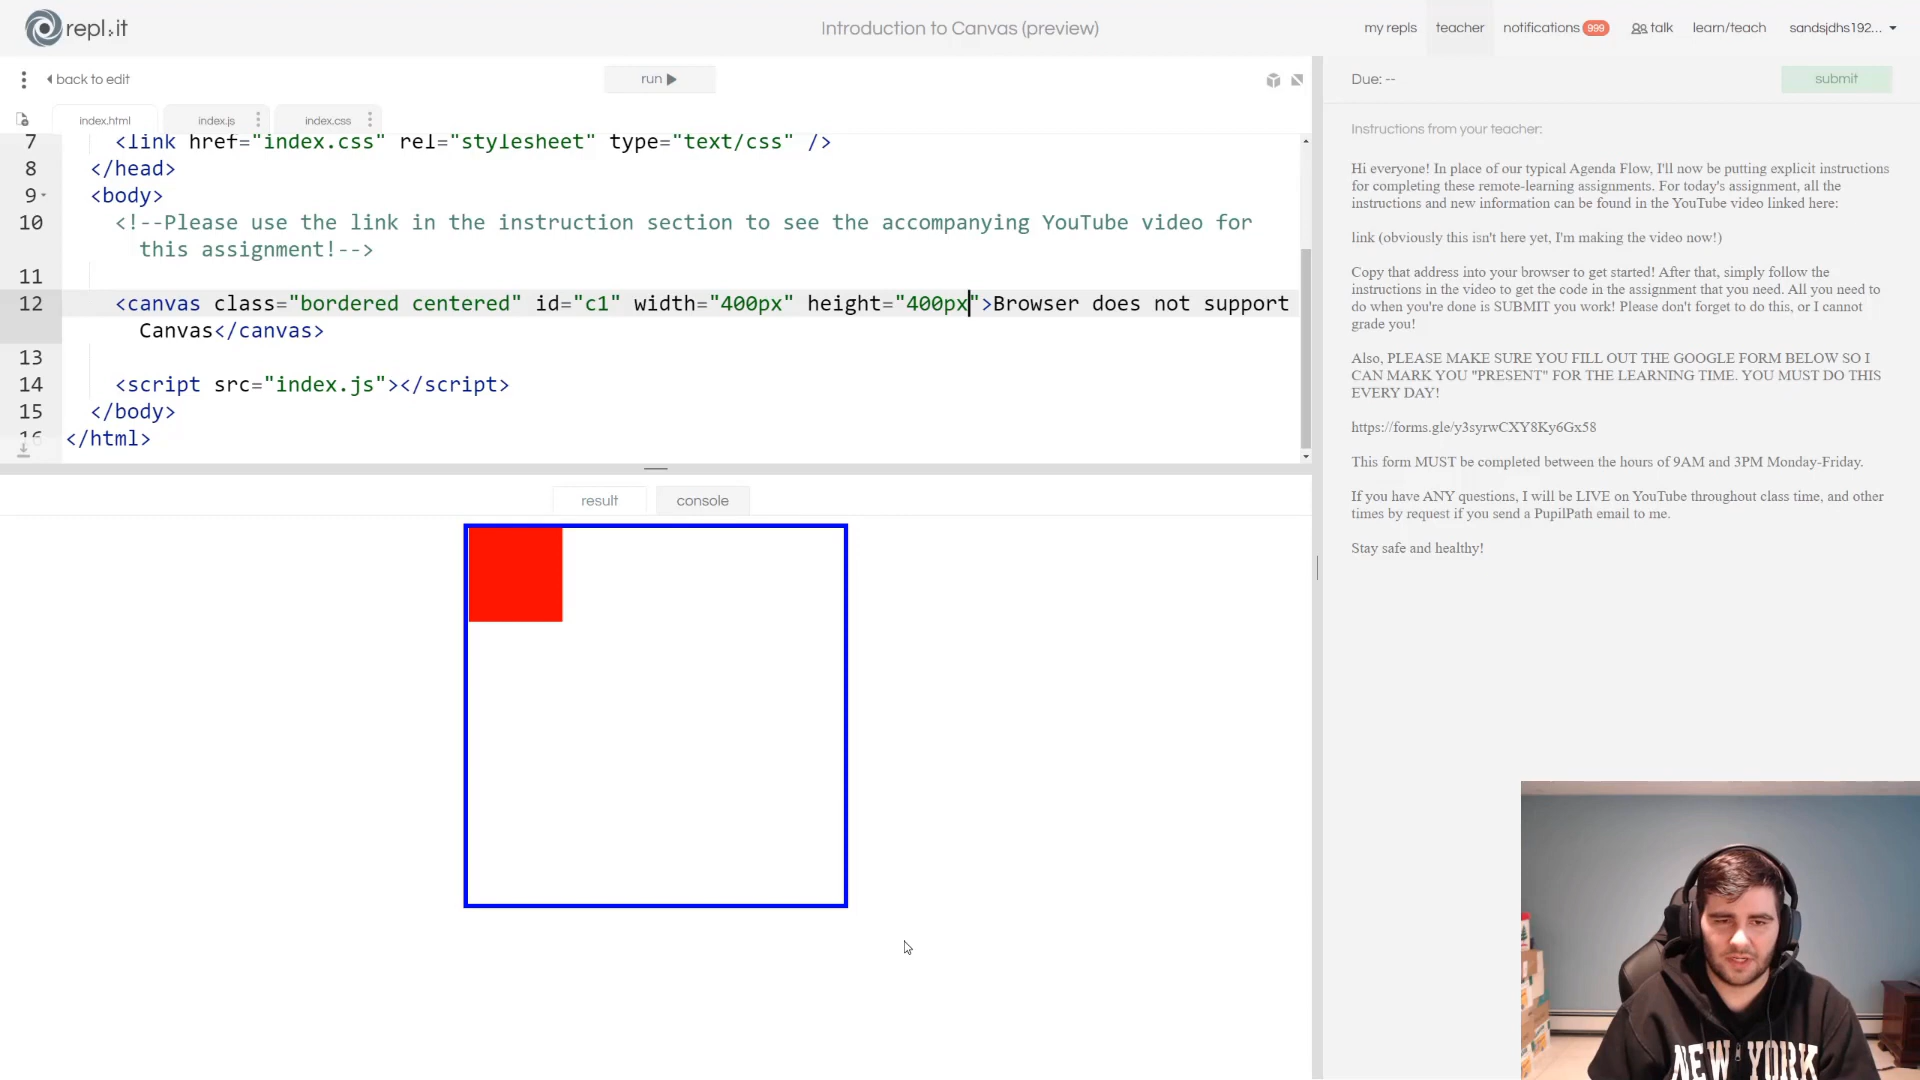 repl.it
Introduction to Canvas (preview)
my repls
teacher
notifications 999
talk
learn/teach
sandsjdhs192...
back to edit
run
Due: --
submit
index.html
index.js
index.css
7 <link href="index.css" rel="stylesheet" type="text/css" />
8 </head>
9 <body>
10 <!--Please use the link in the instruction section to see the accompanying YouTube video for
this assignment!-->
11
12 <canvas class="bordered centered" id="c1" width="400px" height="400px">Browser does not support
Canvas</canvas>
13
14 <script src="index.js"></script>
15 </body>
16 </html>
result
console
Instructions from your teacher:
Hi everyone! In place of our typical Agenda Flow, I'll now be putting explicit instructions
for completing these remote-learning assignments. For today's assignment, all the
instructions and new information can be found in the YouTube video linked here:
link (obviously this isn't here yet, I'm making the video now!)
Copy that address into your browser to get started! After that, simply follow the
instructions in the video to get the code in the assignment that you need. All you need to
do when you're done is SUBMIT you work! Please don't forget to do this, or I cannot
grade you!
Also, PLEASE MAKE SURE YOU FILL OUT THE GOOGLE FORM BELOW SO I
CAN MARK YOU "PRESENT" FOR THE LEARNING TIME. YOU MUST DO THIS
EVERY DAY!
https://forms.gle/y3syrwCXY8Ky6Gx58
This form MUST be completed between the hours of 9AM and 3PM Monday-Friday.
If you have ANY questions, I will be LIVE on YouTube throughout class time, and other
times by request if you send a PupilPath email to me.
Stay safe and healthy!
NEW YORK